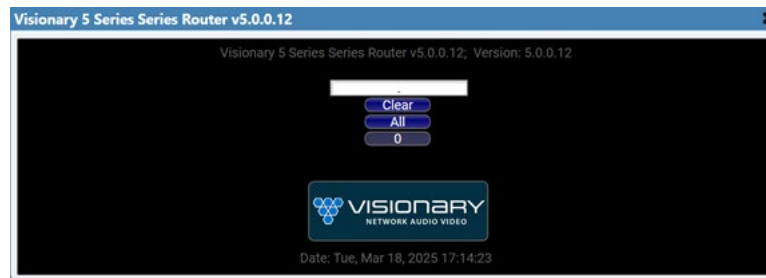 Visionary 5 Series Series Router v5.0.0.12
Visionary 5 Series Series Router v5.0.0.12; Version: 5.0.0.12
.
Clear
All
0
VISIONARY
NETWORK AUDIO VIDEO
Date: Tue, Mar 18, 2025 17:14:23